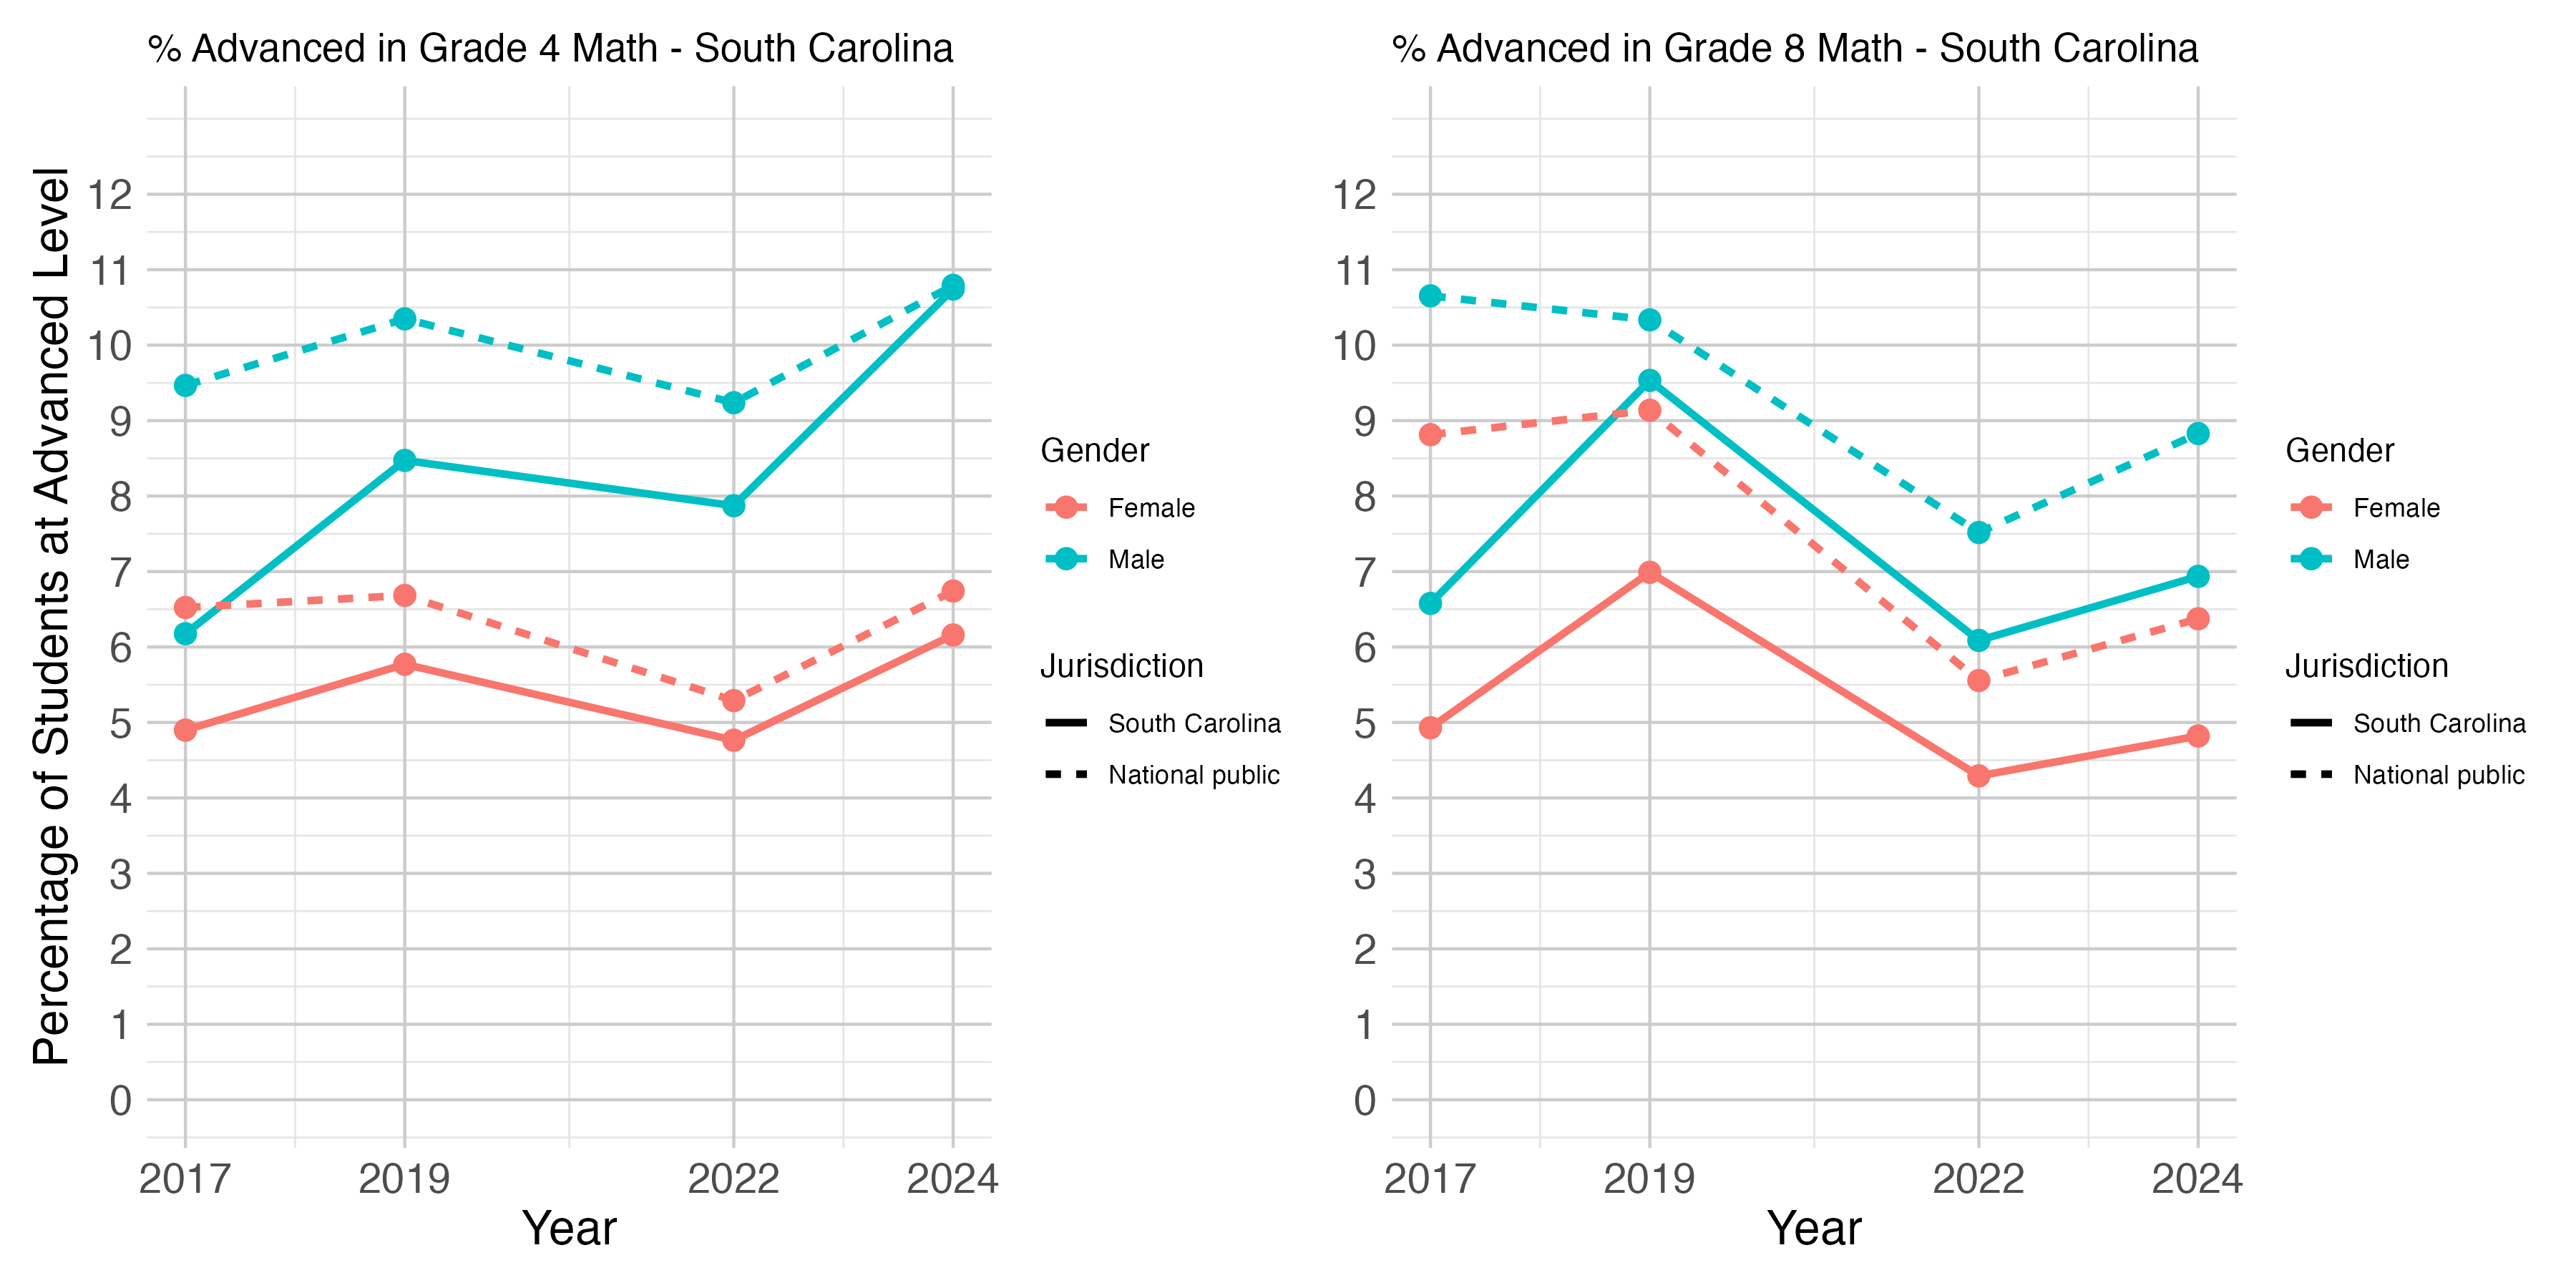 % Advanced in Grade 4 Math - South Carolina
Percentage of Students at Advanced Level
12
11
10
9
8
7
6
5
4
3
2
1
0
2017 2019 2022 2024
Year
Gender
Female
Male
Jurisdiction
South Carolina
National public
% Advanced in Grade 8 Math - South Carolina
12
11
10
9
8
7
6
5
4
3
2
1
0
2017 2019 2022 2024
Year
Gender
Female
Male
Jurisdiction
South Carolina
National public